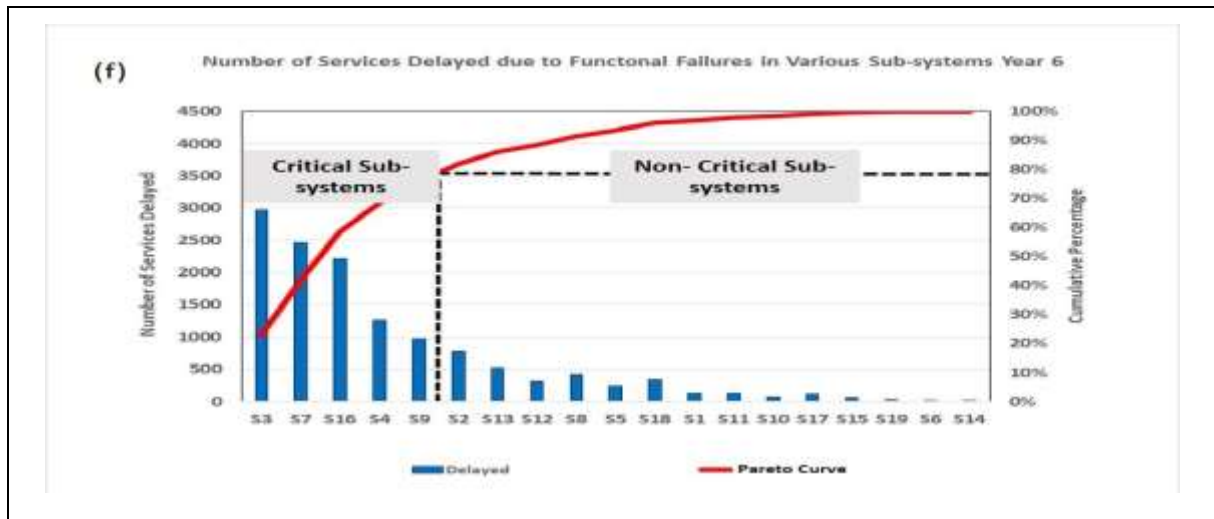 (f)
Number of Services Delayed due to Functonal Failures in Various Sub-systems Year 6
4500
4000
3500
3000
2500
2000
1500
1000
500
0
Number of Services Delayed
Critical Sub-
systems
Non- Critical Sub-
systems
100%
90%
80%
70%
60%
50%
40%
30%
20%
10%
0%
Cumulative Percentage
S3 S7 S16 S4 S9 S2 S13 S12 S8 S5 S18 S1 S11 S10 S17 S15 S19 S6 S14
Delayed Pareto Curve